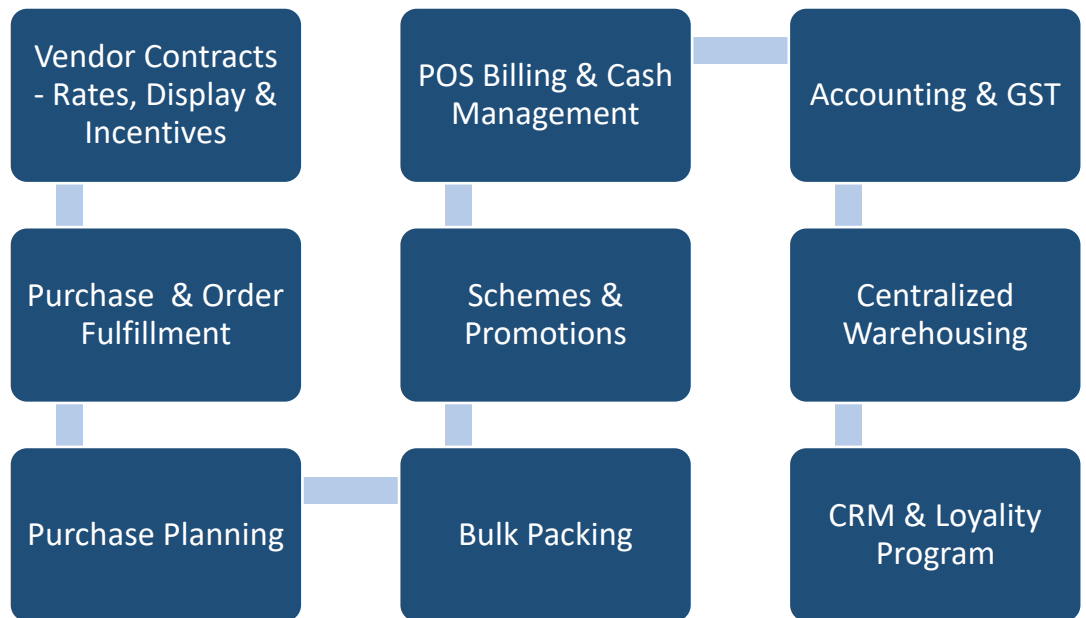 Vendor Contracts
- Rates, Display &
Incentives
Purchase & Order
Fulfillment
Purchase Planning
Bulk Packing
Schemes &
Promotions
POS Billing & Cash
Management
Accounting & GST
Centralized
Warehousing
CRM & Loyality
Program